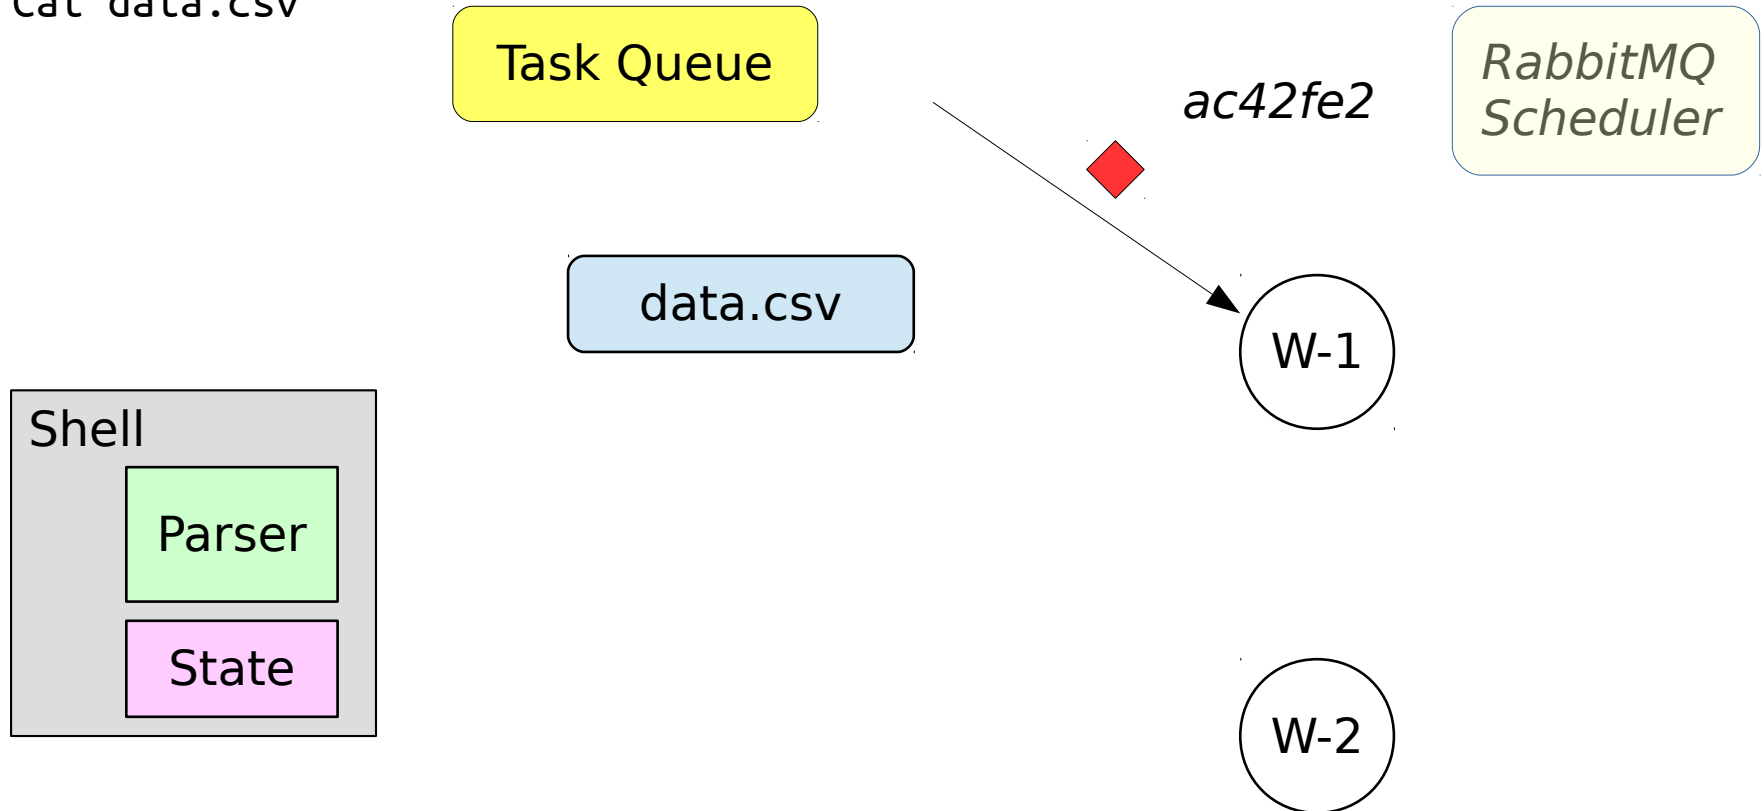 Cat data.csv
Task Queue
ac42fe2
RabbitMQ
Scheduler
data.csv
W-1
Shell
Parser
State
W-2